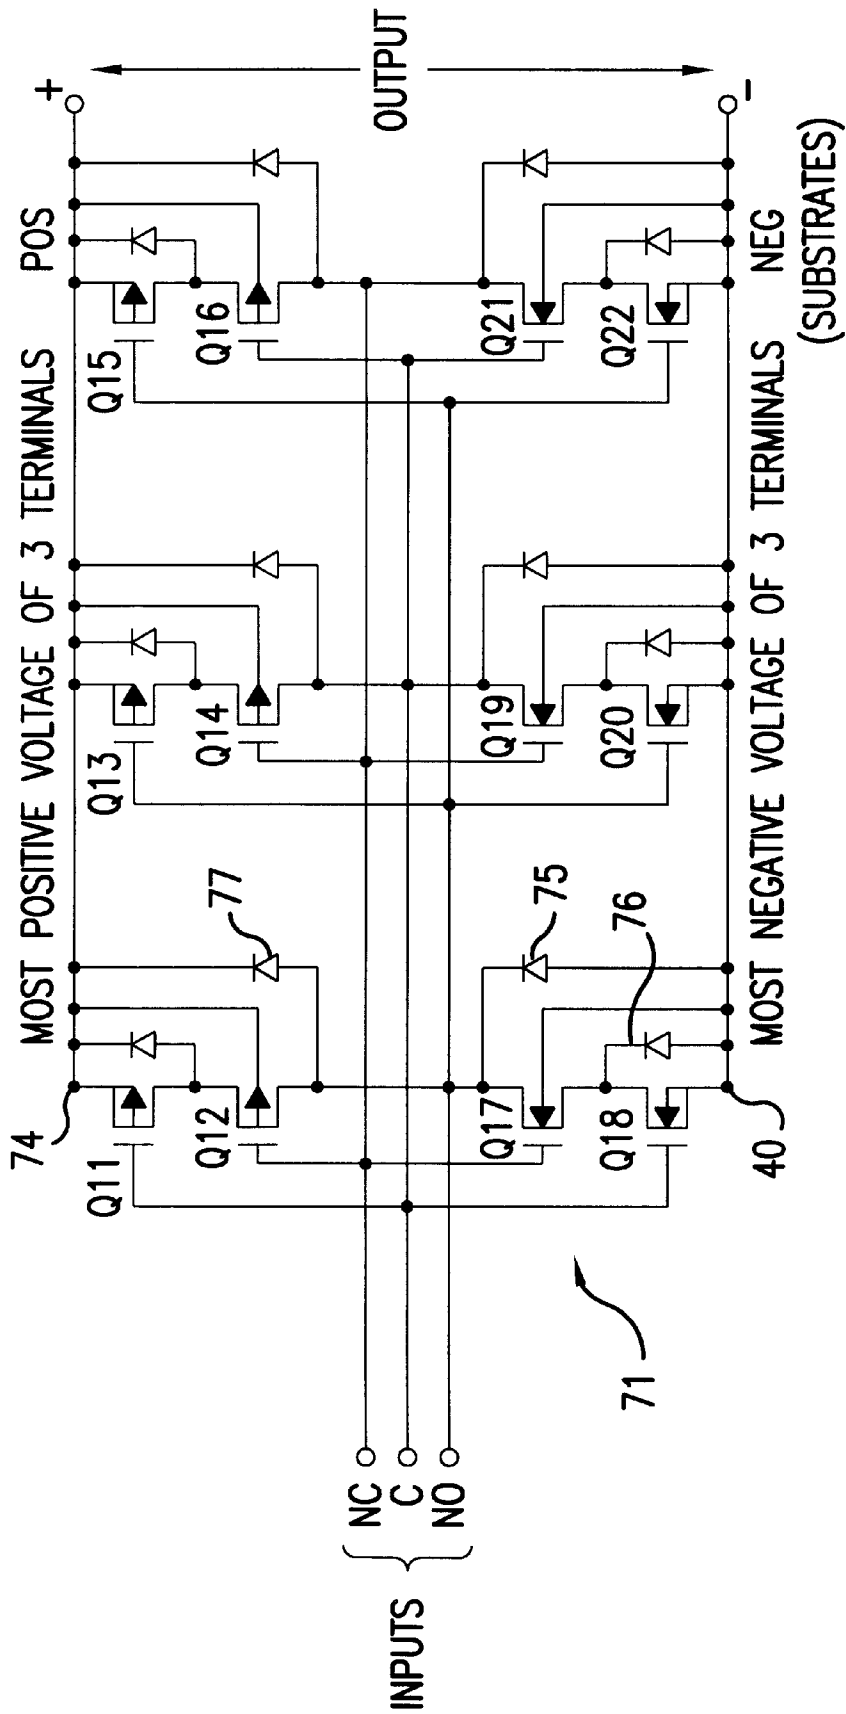 MOST POSITIVE VOLTAGE OF 3 TERMINALS
POS
+
74
77
Q11
Q13
Q15
Q12
Q14
Q16
OUTPUT
INPUTS
NC
C
NO
Q17
75
Q19
Q21
Q18
76
Q20
Q22
71
40
-
MOST NEGATIVE VOLTAGE OF 3 TERMINALS
NEG
(SUBSTRATES)